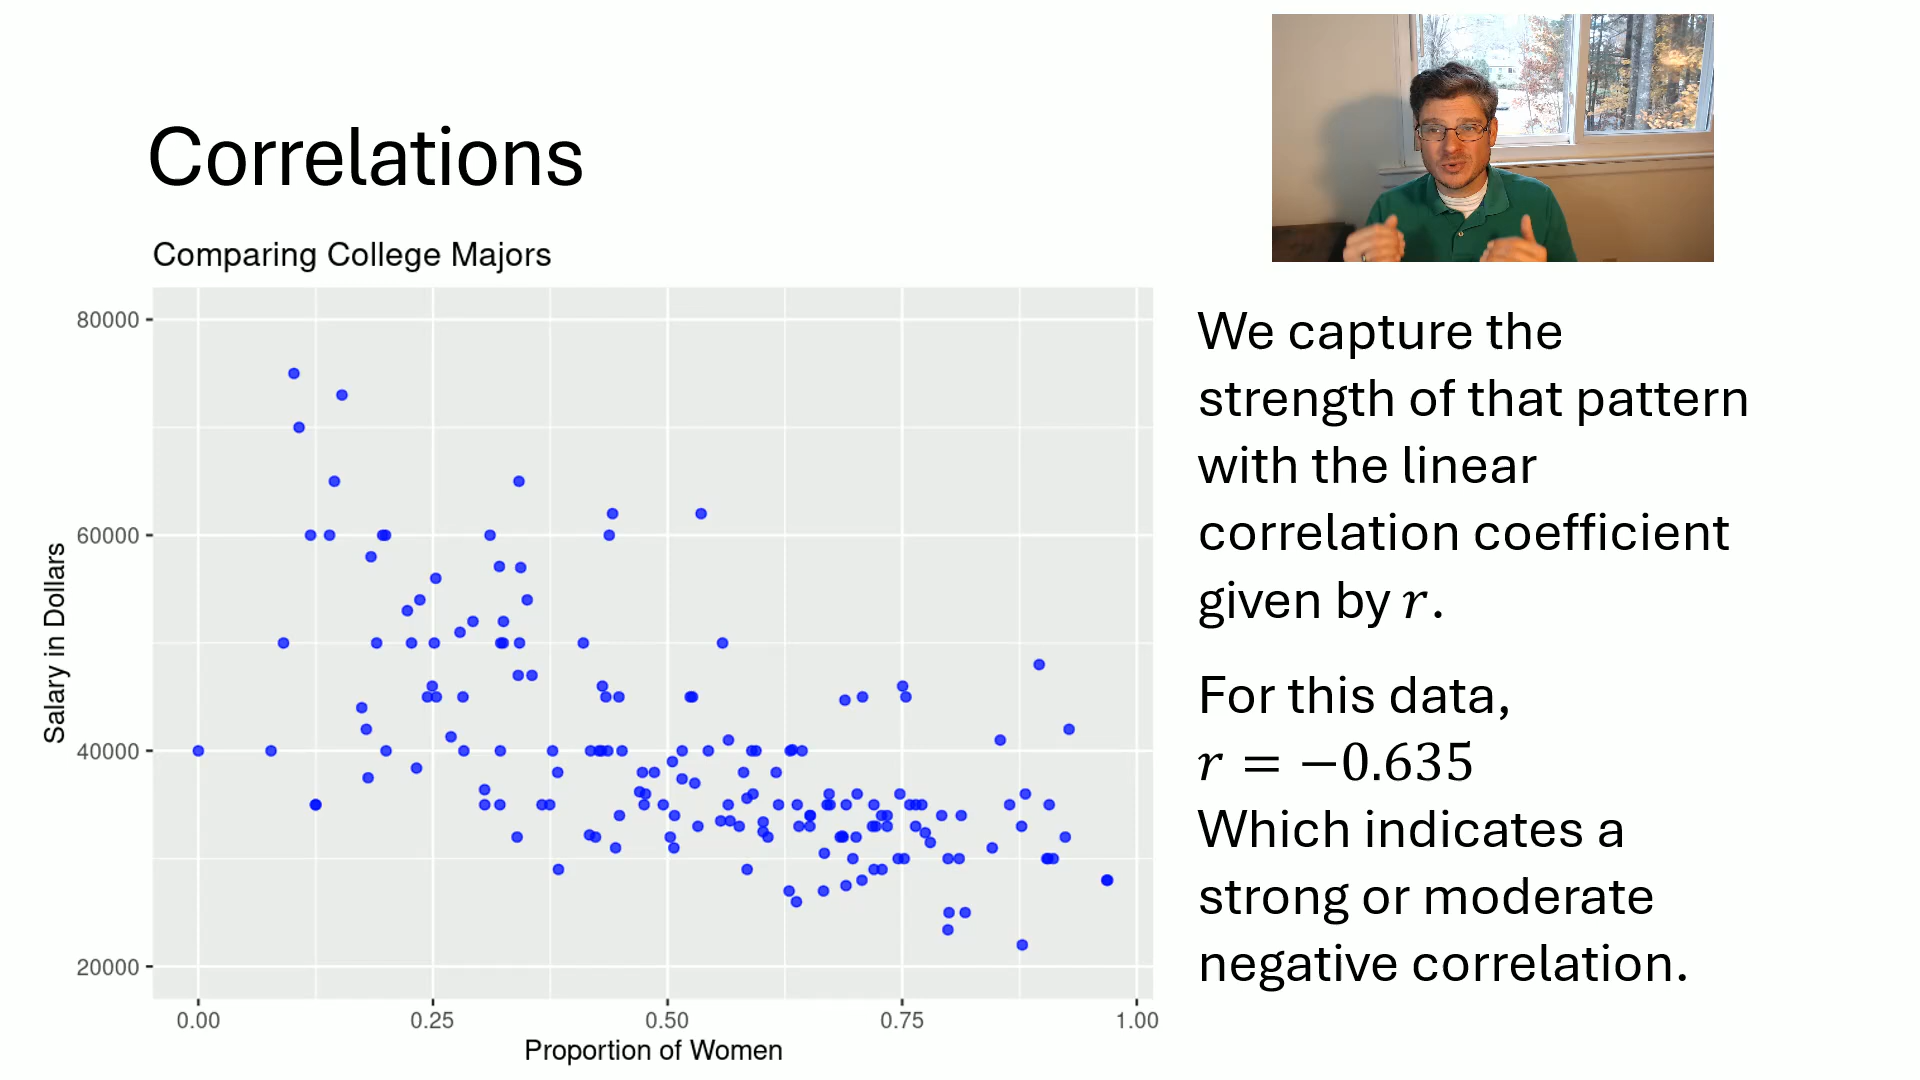 Correlations
Comparing College Majors
80000
60000
40000
20000
Salary in Dollars
0.00 0.25 0.50 0.75 1.00
Proportion of Women
We capture the
strength of that pattern
with the linear
correlation coefficient
given by r.
For this data,
r = −0.635
Which indicates a
strong or moderate
negative correlation.